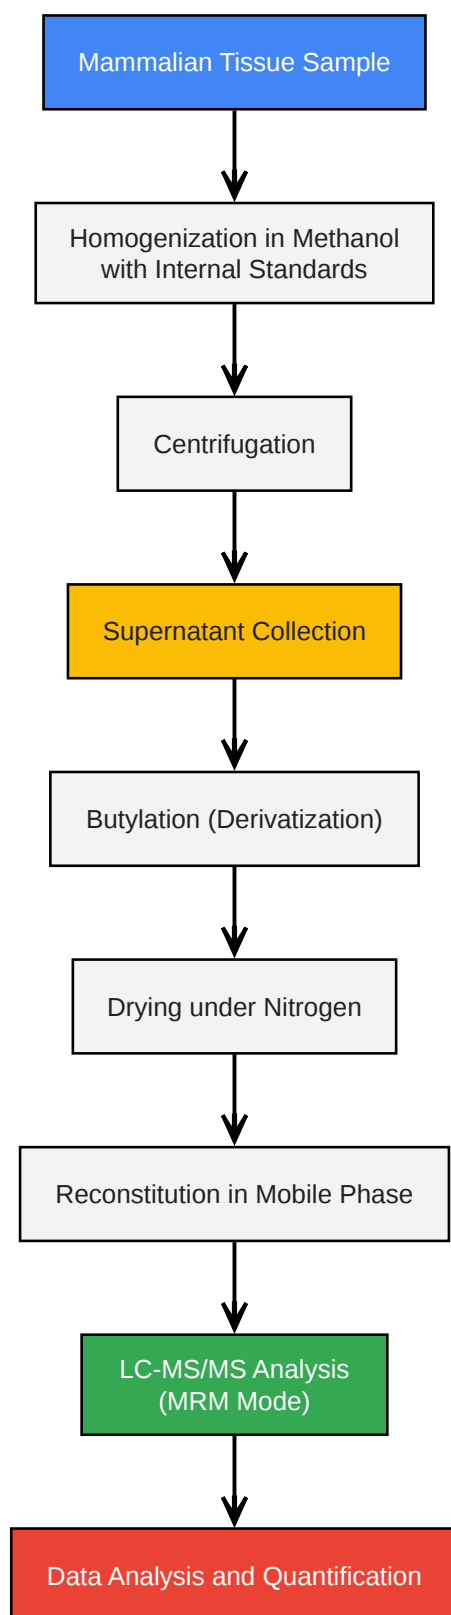 Mammalian Tissue Sample
Homogenization in Methanol
with Internal Standards
Centrifugation
Supernatant Collection
Butylation (Derivatization)
Drying under Nitrogen
Reconstitution in Mobile Phase
LC-MS/MS Analysis
(MRM Mode)
Data Analysis and Quantification